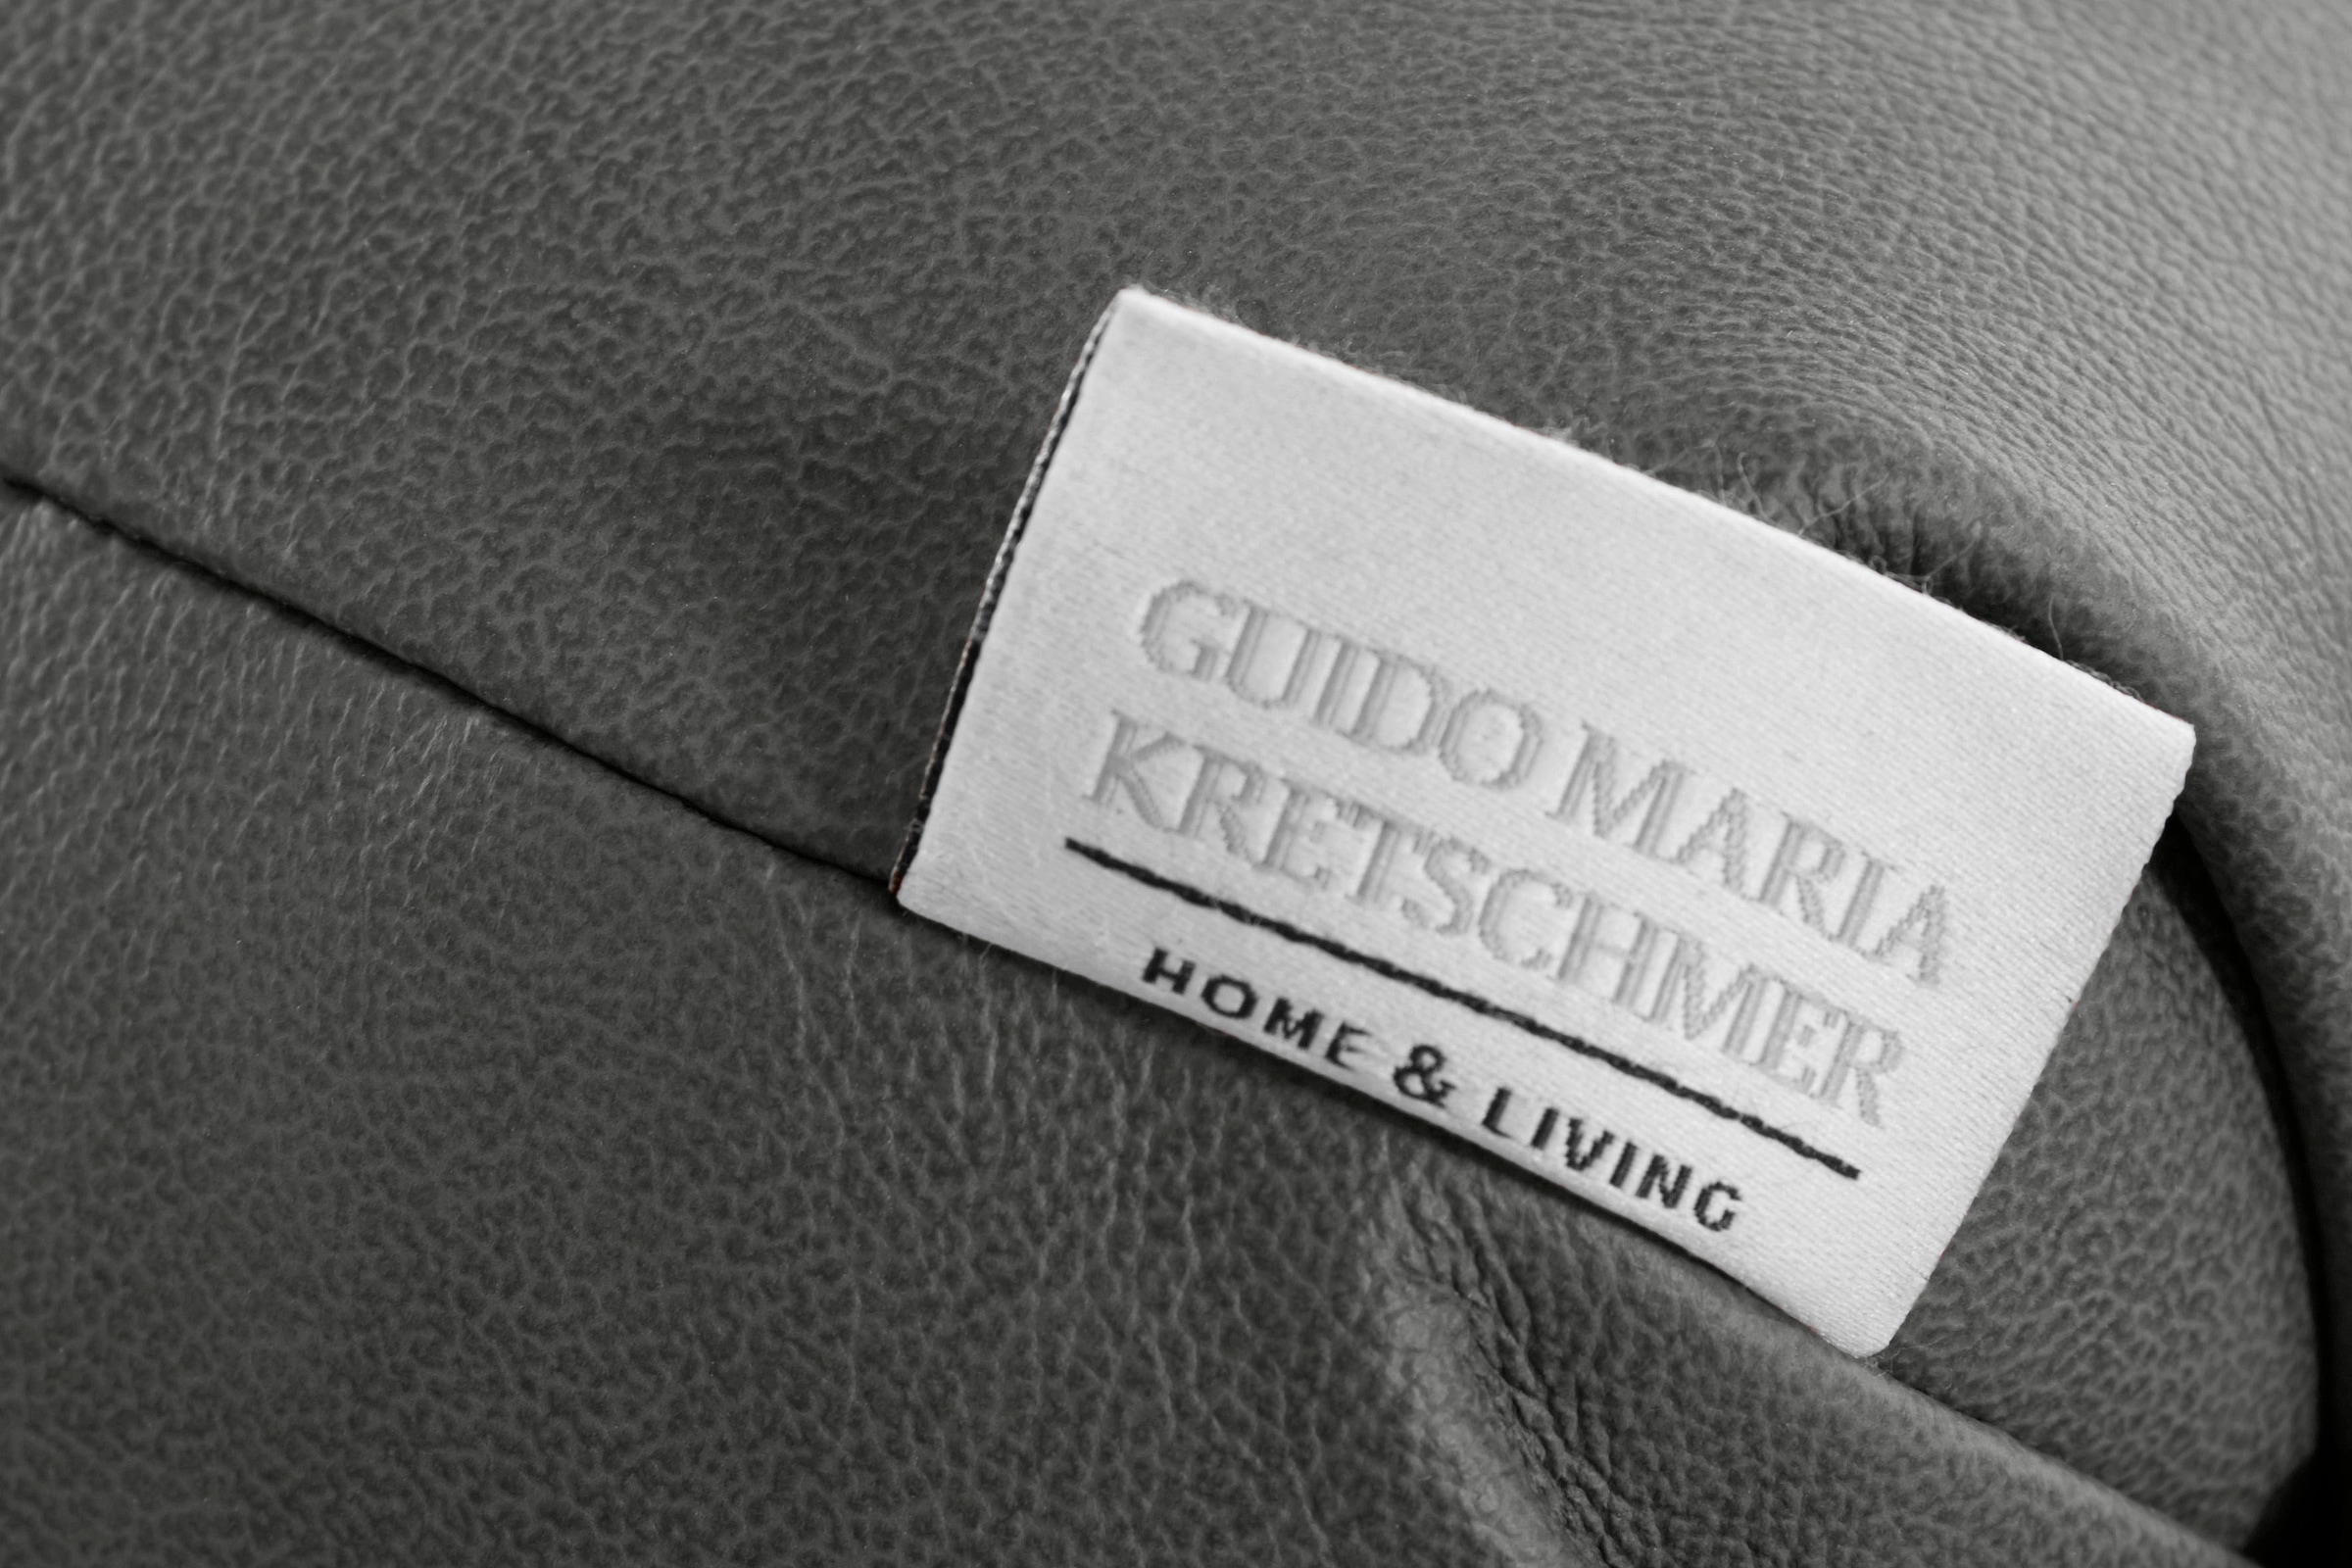 GUIDO MARIA
KRETSCHMER
HOME & LIVING